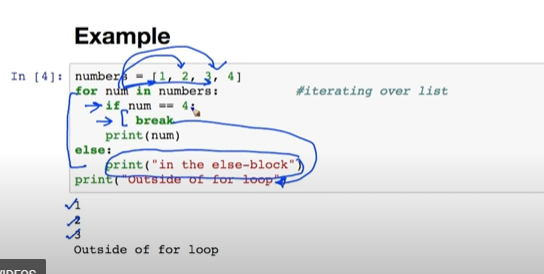 Example
In [4]: numbers = [1, 2, 3, 4]
for num in numbers: #iterating over list
if num == 4:
break
print(num)
else:
print("in the else-block")
print("Outside of for loop")
1
2
3
Outside of for loop
VIDEOS